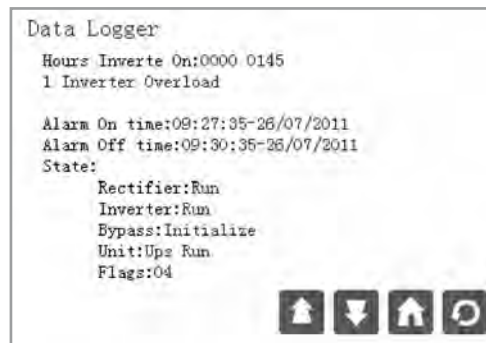 Data Logger
Hours Inverte On:0000 0145
1 Inverter Overload
Alarm On time:09:27:35-26/07/2011
Alarm Off time:09:30:35-26/07/2011
State:
Rectifier:Run
Inverter:Run
Bypass:Initialize
Unit:Ups Run
Flags:04